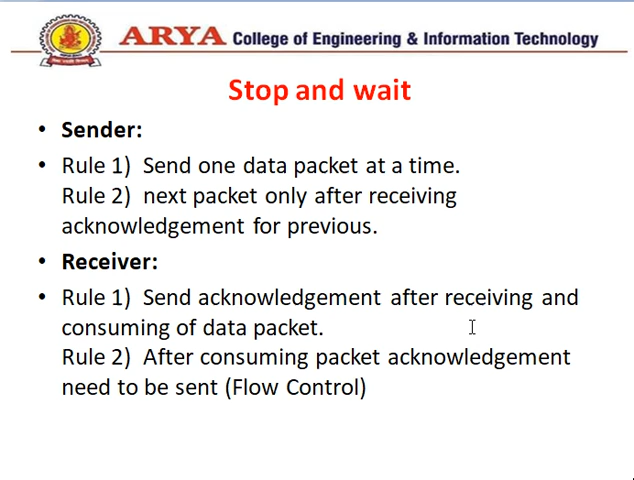 ARYA College of Engineering & Information Technology
Stop and wait
• Sender:
• Rule 1) Send one data packet at a time.
Rule 2) next packet only after receiving
acknowledgement for previous.
• Receiver:
• Rule 1) Send acknowledgement after receiving and
consuming of data packet.
Rule 2) After consuming packet acknowledgement
need to be sent (Flow Control)